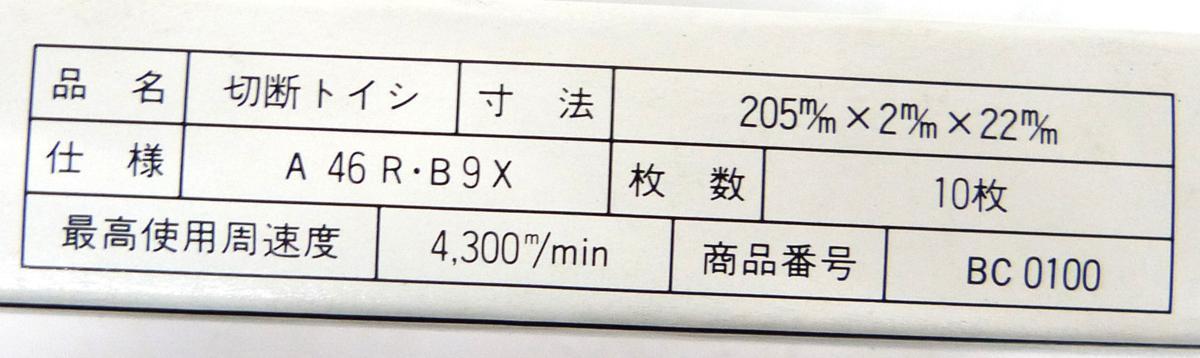 品名 切断トイシ 寸法 205㎜×2㎜×22㎜
仕様 A 46 R・B 9 X 枚数 10枚
最高使用周速度 4,300m/min 商品番号 BC 0100